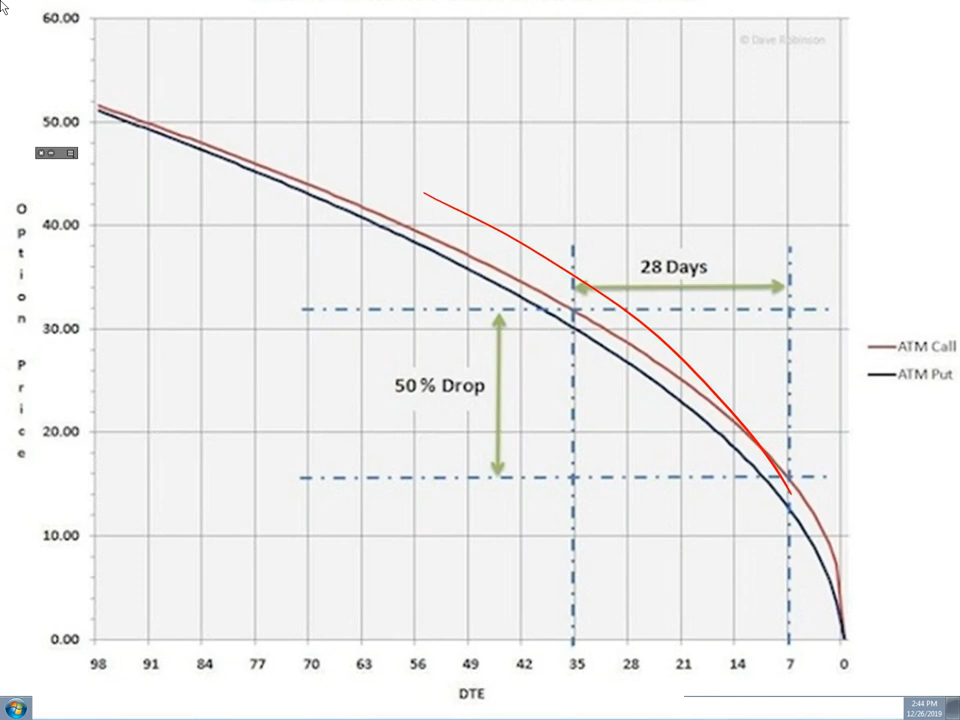 60.00
© Dave Robinson
50.00
40.00
28 Days
30.00
50 % Drop
20.00
10.00
0.00
Option Price
ATM Call
ATM Put
98 91 84 77 70 63 56 49 42 35 28 21 14 7 0
DTE
2:44 PM
12/26/2019